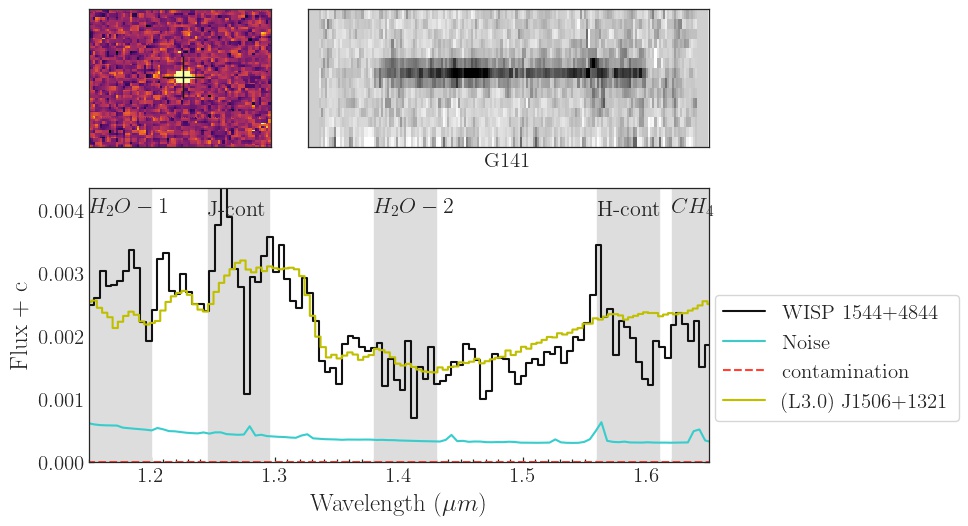 G141
H₂O − 1
J-cont
H₂O − 2
H-cont
CH₄
0.004
0.003
0.002
0.001
0.000
Flux + c
1.2
1.3
1.4
1.5
1.6
Wavelength (μm)
WISP 1544+4844
Noise
contamination
(L3.0) J1506+1321